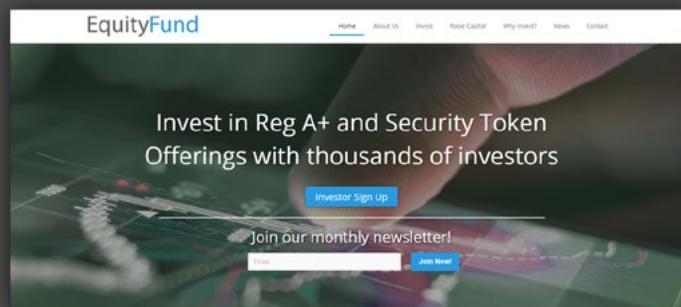 EquityFund
Home About Us Invest Raise Capital Why Invest? News Contact
Invest in Reg A+ and Security Token
Offerings with thousands of investors
Investor Sign Up
Join our monthly newsletter!
Email
Join Now!